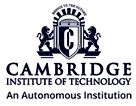 CAMBRIDGE
INSTITUTE OF TECHNOLOGY
An Autonomous Institution